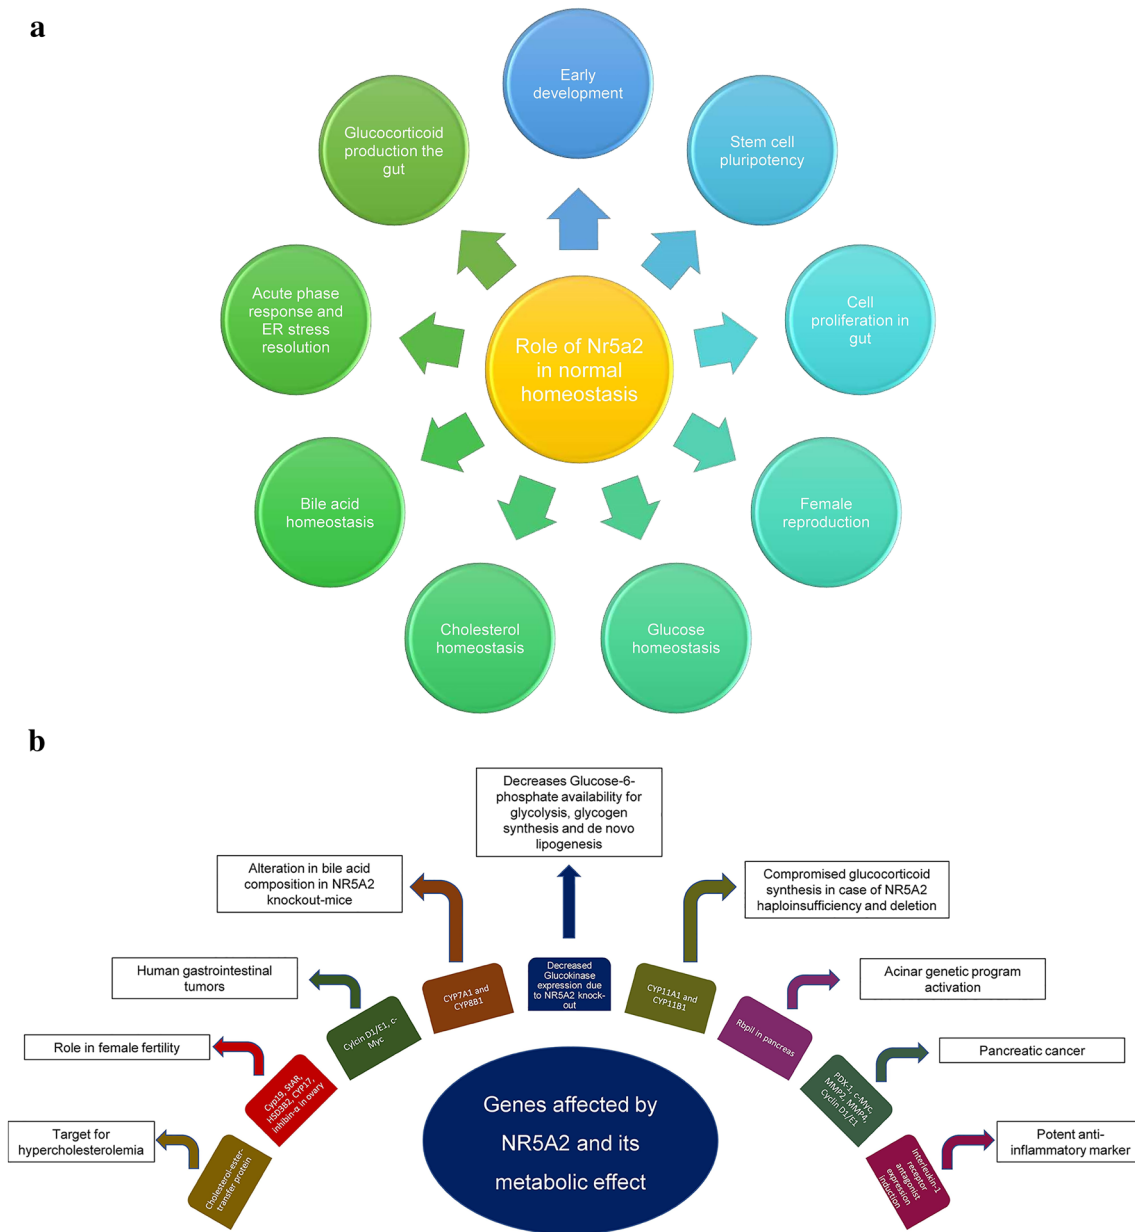 a
Early
development
Glucocorticoid
production the
gut
Stem cell
pluripotency
Acute phase
response and
ER stress
resolution
Cell
proliferation in
gut
Role of Nr5a2
in normal
homeostasis
Bile acid
homeostasis
Female
reproduction
Cholesterol
homeostasis
Glucose
homeostasis
b
Decreases Glucose-6-
phosphate availability for
glycolysis, glycogen
synthesis and de novo
lipogenesis
Alteration in bile acid
composition in NR5A2
knockout-mice
Compromised glucocorticoid
synthesis in case of NR5A2
haploinsufficiency and deletion
Human gastrointestinal
tumors
Acinar genetic program
activation
Role in female fertility
Pancreatic cancer
Target for
hypercholesterolemia
Potent anti-
inflammatory marker
Cholesterol-ester-
transfer protein
Cyp19, StAR,
HSD3B2, CYP17,
inhibin-α in ovary
Cylcin D1/E1, c-
Myc
CYP7A1 and
CYP8B1
Decreased
Glucokinase
expression due
to NR5A2 knock-
out
CYP11A1 and
CYP11B1
Rbpil in pancreas
PDX-1, c-Myc,
MMP2, MMP4,
Cyclin D1/E1
Interleukin-1
receptor
antagonist
expression
induction
Genes affected by
NR5A2 and its
metabolic effect